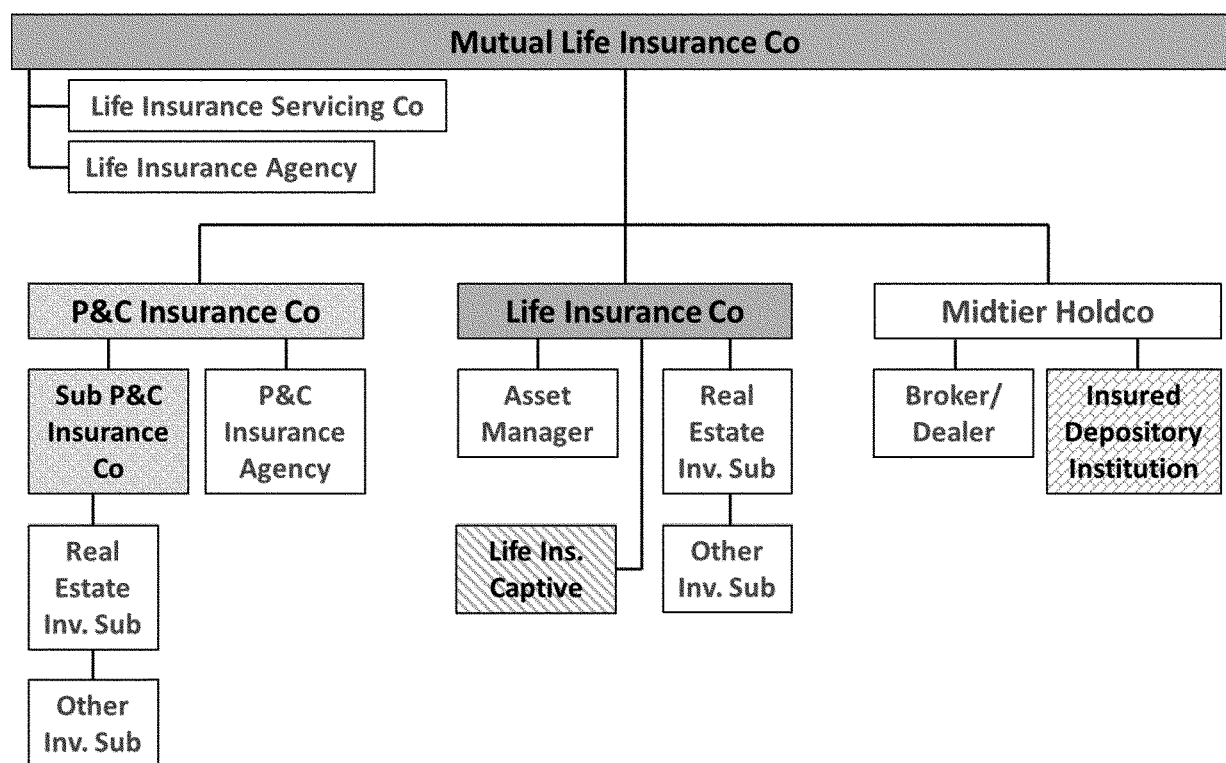 Mutual Life Insurance Co
Life Insurance Servicing Co
Life Insurance Agency
P&C Insurance Co
Life Insurance Co
Midtier Holdco
Sub P&C
Insurance
Co
P&C
Insurance
Agency
Asset
Manager
Real
Estate
Inv. Sub
Broker/
Dealer
Insured
Depository
Institution
Real
Estate
Inv. Sub
Life Ins.
Captive
Other
Inv. Sub
Other
Inv. Sub